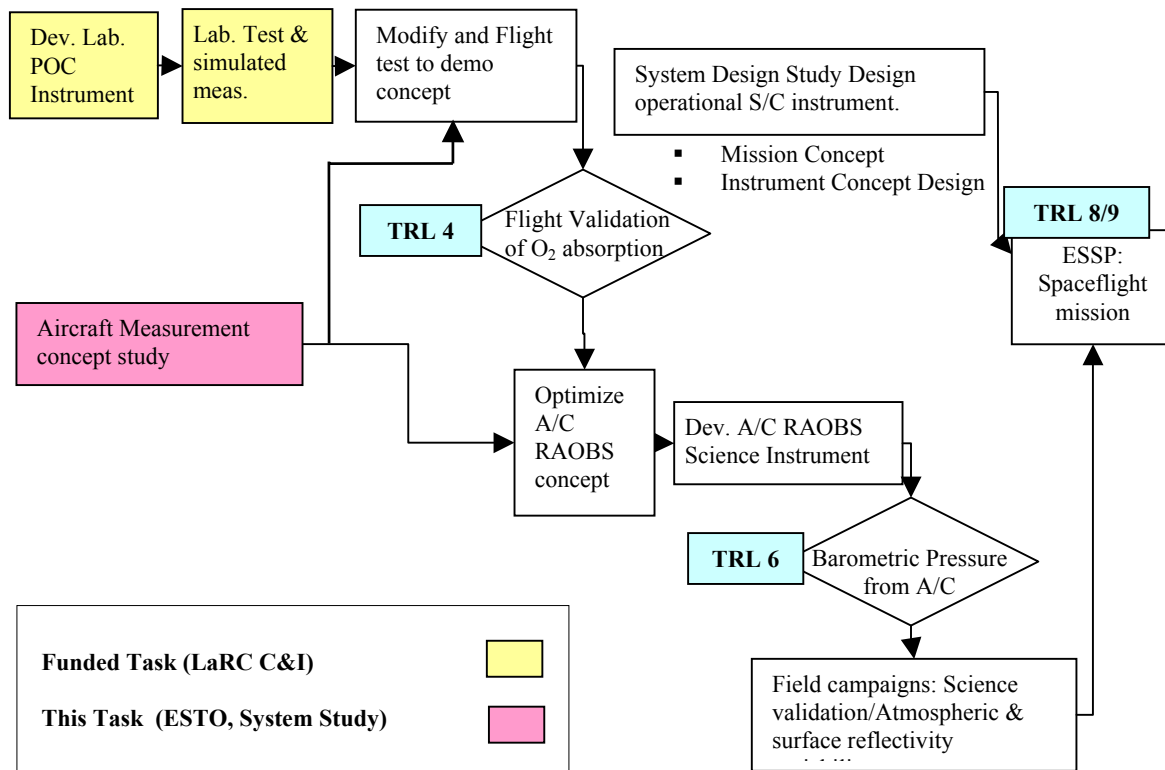 Dev. Lab.
POC
Instrument
Lab. Test &
simulated
meas.
Modify and Flight
test to demo
concept
System Design Study Design
operational S/C instrument.
▪ Mission Concept
▪ Instrument Concept Design
TRL 4
Flight Validation
of O₂ absorption
TRL 8/9
ESSP:
Spaceflight
mission
Aircraft Measurement
concept study
Optimize
A/C
RAOBS
concept
Dev. A/C RAOBS
Science Instrument
TRL 6
Barometric Pressure
from A/C
Funded Task (LaRC C&I)
This Task (ESTO, System Study)
Field campaigns: Science
validation/Atmospheric &
surface reflectivity